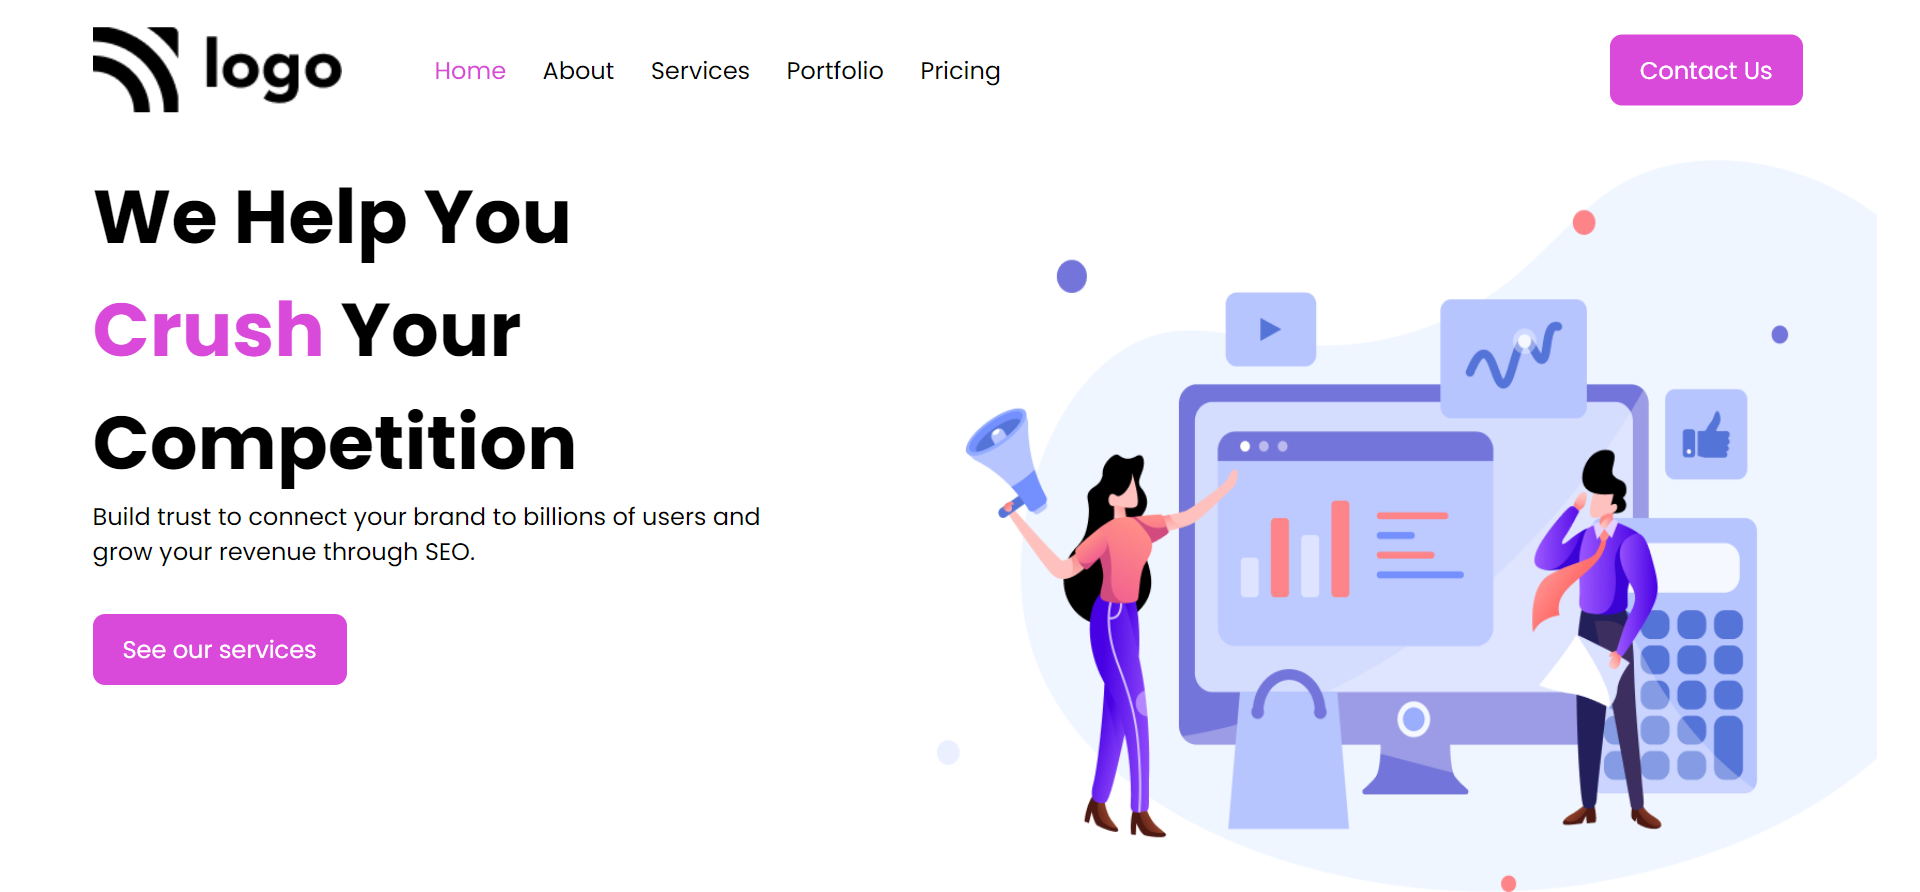 logo
Home About Services Portfolio Pricing
Contact Us
We Help You
Crush Your
Competition
Build trust to connect your brand to billions of users and
grow your revenue through SEO.
See our services